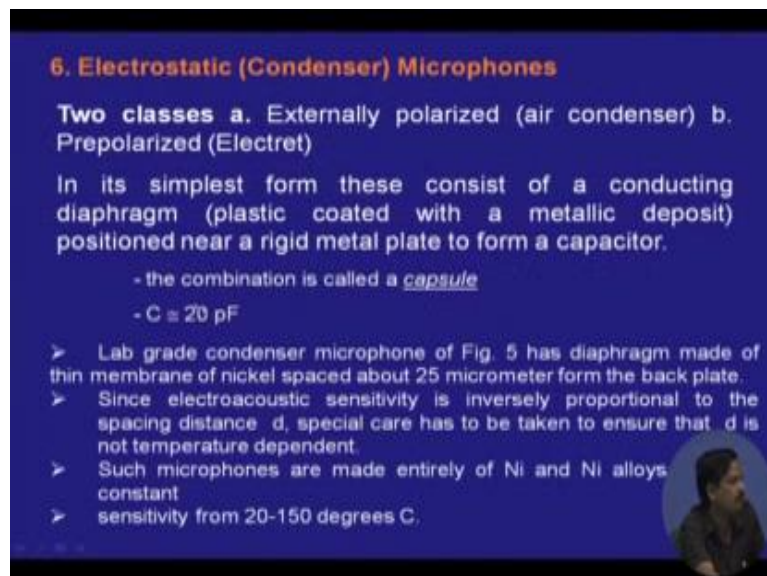 6. Electrostatic (Condenser) Microphones
Two classes a. Externally polarized (air condenser) b.
Prepolarized (Electret)
In its simplest form these consist of a conducting
diaphragm (plastic coated with a metallic deposit)
positioned near a rigid metal plate to form a capacitor.
- the combination is called a capsule
- C ≅ 20 pF
➢ Lab grade condenser microphone of Fig. 5 has diaphragm made of
thin membrane of nickel spaced about 25 micrometer form the back plate.
➢ Since electroacoustic sensitivity is inversely proportional to the
spacing distance d, special care has to be taken to ensure that d is
not temperature dependent.
➢ Such microphones are made entirely of Ni and Ni alloys
constant
➢ sensitivity from 20-150 degrees C.